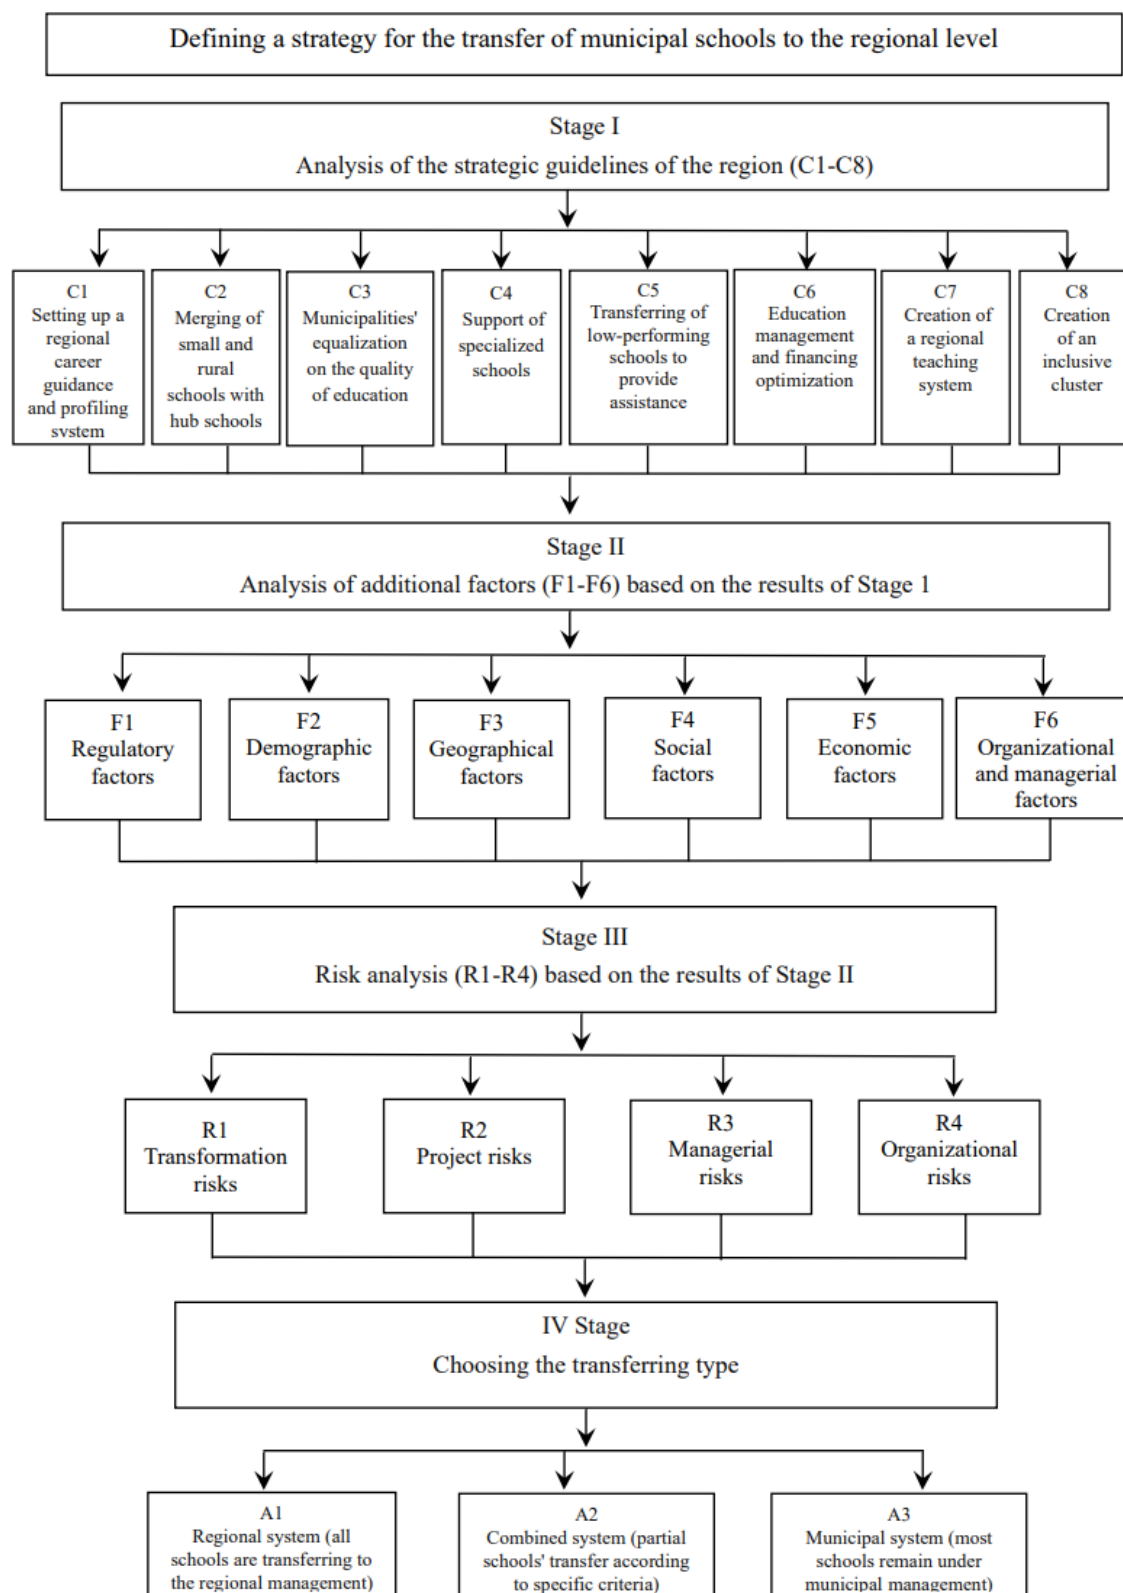 Defining a strategy for the transfer of municipal schools to the regional level
Stage I
Analysis of the strategic guidelines of the region (C1-C8)
C1
Setting up a
regional
career
guidance
and profiling
system
C2
Merging of
small and
rural
schools with
hub schools
C3
Municipalities'
equalization
on the quality
of education
C4
Support of
specialized
schools
C5
Transferring of
low-performing
schools to
provide
assistance
C6
Education
management
and financing
optimization
C7
Creation of
a regional
teaching
system
C8
Creation
of an
inclusive
cluster
Stage II
Analysis of additional factors (F1-F6) based on the results of Stage 1
F1
Regulatory
factors
F2
Demographic
factors
F3
Geographical
factors
F4
Social
factors
F5
Economic
factors
F6
Organizational
and managerial
factors
Stage III
Risk analysis (R1-R4) based on the results of Stage II
R1
Transformation
risks
R2
Project risks
R3
Managerial
risks
R4
Organizational
risks
IV Stage
Choosing the transferring type
A1
Regional system (all
schools are transferring to
the regional management)
A2
Combined system (partial
schools' transfer according
to specific criteria)
A3
Municipal system (most
schools remain under
municipal management)